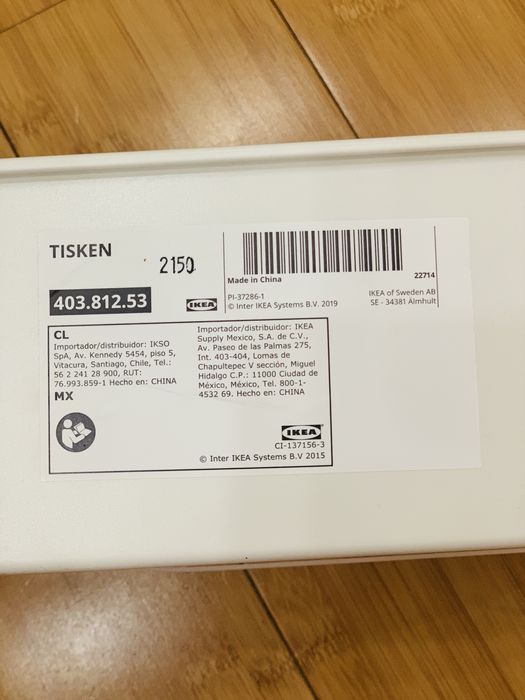 TISKEN
2150
Made in China
22714
403.812.53
IKEA
PI-37286-1
© Inter IKEA Systems B.V. 2019
IKEA of Sweden AB
SE - 34381 Älmhult
CL
Importador/distribuidor: IKSO
SpA, Av. Kennedy 5454, piso 5,
Vitacura, Santiago, Chile, Tel.:
56 2 241 28 900, RUT:
76.993.859-1 Hecho en: CHINA
MX
Importador/distribuidor: IKEA
Supply Mexico, S.A. de C.V.,
Av. Paseo de las Palmas 275,
Int. 403-404, Lomas de
Chapultepec V sección, Miguel
Hidalgo C.P.: 11000 Ciudad de
México, México, Tel. 800-1-
4532 69. Hecho en: CHINA
IKEA
CI-137156-3
© Inter IKEA Systems B.V 2015